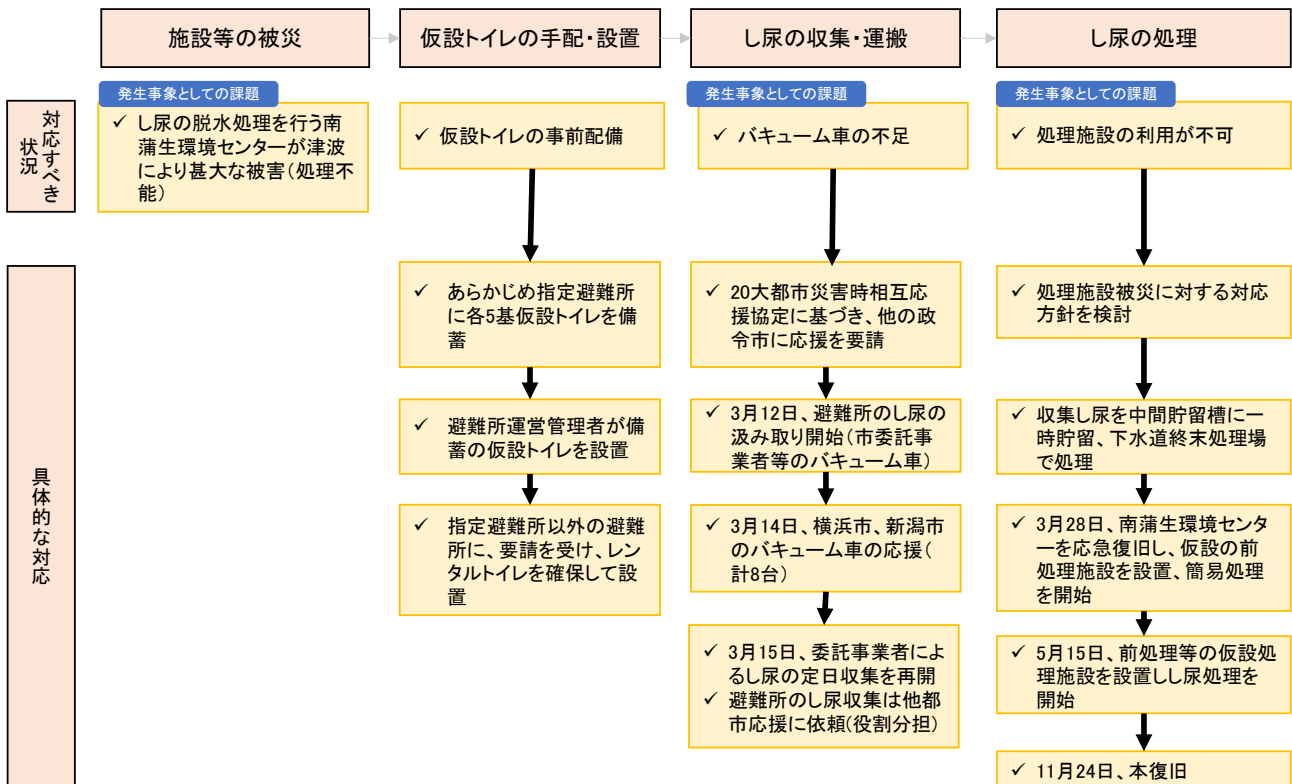 施設等の被災
仮設トイレの手配・設置
し尿の収集・運搬
し尿の処理
対応すべき
状況
発生事象としての課題
✓ し尿の脱水処理を行う南
蒲生環境センターが津波
により甚大な被害(処理不
能)
✓ 仮設トイレの事前配備
発生事象としての課題
✓ バキューム車の不足
発生事象としての課題
✓ 処理施設の利用が不可
具体的な対応
✓ あらかじめ指定避難所
に各5基仮設トイレを備
蓄
✓ 避難所運営管理者が備
蓄の仮設トイレを設置
✓ 指定避難所以外の避難
所に、要請を受け、レン
タルトイレを確保して設
置
✓ 20大都市災害時相互応
援協定に基づき、他の政
令市に応援を要請
✓ 3月12日、避難所のし尿の
汲み取り開始(市委託事
業者等のバキューム車)
✓ 3月14日、横浜市、新潟市
のバキューム車の応援(
計8台)
✓ 3月15日、委託事業者によ
るし尿の定日収集を再開
✓ 避難所のし尿収集は他都
市応援に依頼(役割分担)
✓ 処理施設被災に対する対応
方針を検討
✓ 収集し尿を中間貯留槽に一
時貯留、下水道終末処理場
で処理
✓ 3月28日、南蒲生環境センタ
ーを応急復旧し、仮設の前
処理施設を設置、簡易処理
を開始
✓ 5月15日、前処理等の仮設処
理施設を設置しし尿処理を
開始
✓ 11月24日、本復旧